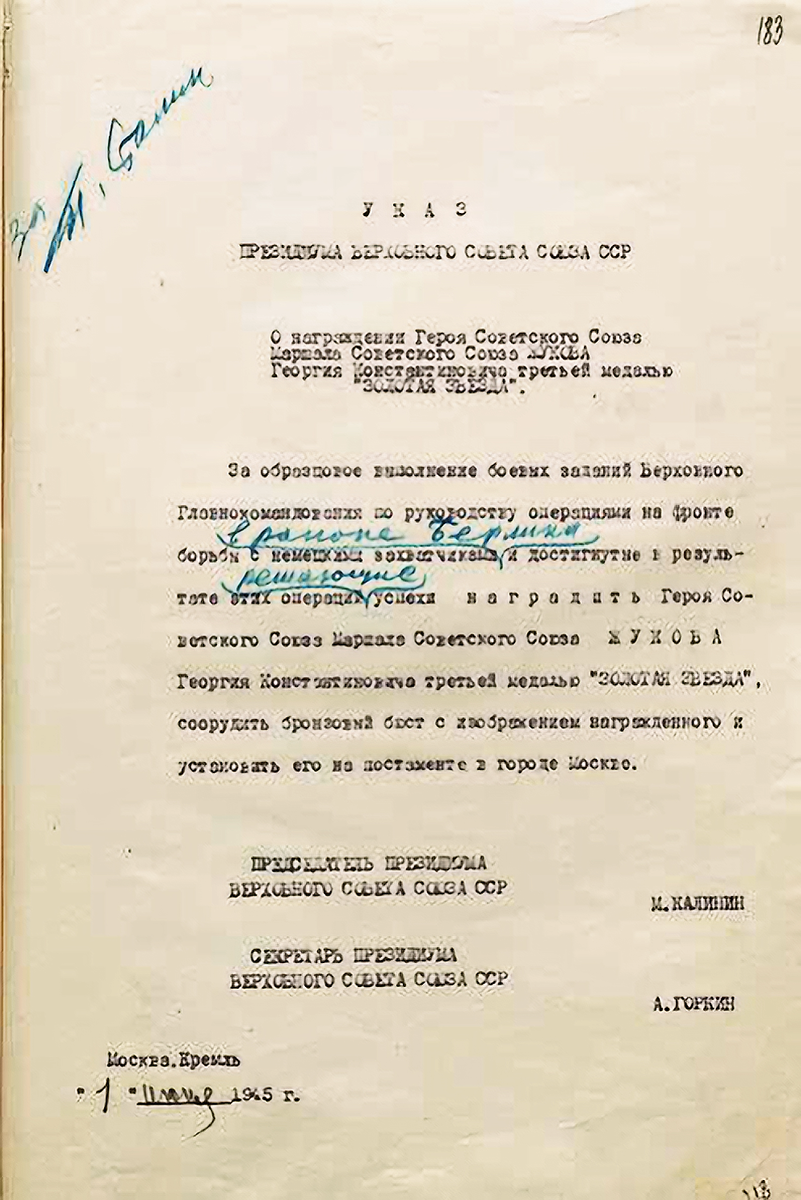 183
за
Т. Сталин
УКАЗ
ПРЕЗИДИУМА ВЕРХОВНОГО СОВЕТА СОЮЗА ССР
О награждении Героя Советского Союза
Маршала Советского Союза ЖУКОВА
Георгия Константиновича третьей медалью
"ЗОЛОТАЯ ЗВЕЗДА".
За образцовое выполнение боевых заданий Верховного
Главнокомандования по руководству операциями на фронте
в районе Берлина
борьбы с немецкими захватчиками и достигнутые в резуль-
решающие
тате этих операций успехи наградить Героя Со-
ветского Союза Маршала Советского Союза ЖУКОВА
Георгия Константиновича третьей медалью "ЗОЛОТАЯ ЗВЕЗДА",
соорудить бронзовый бюст с изображением награжденного и
установить его на постаменте в городе Москве.
ПРЕДСЕДАТЕЛЬ ПРЕЗИДИУМА
ВЕРХОВНОГО СОВЕТА СОЮЗА ССР
М.КАЛИНИН
СЕКРЕТАРЬ ПРЕЗИДИУМА
ВЕРХОВНОГО СОВЕТА СОЮЗА ССР
А.ГОРКИН
Москва.Кремль
"1" 1945 г.